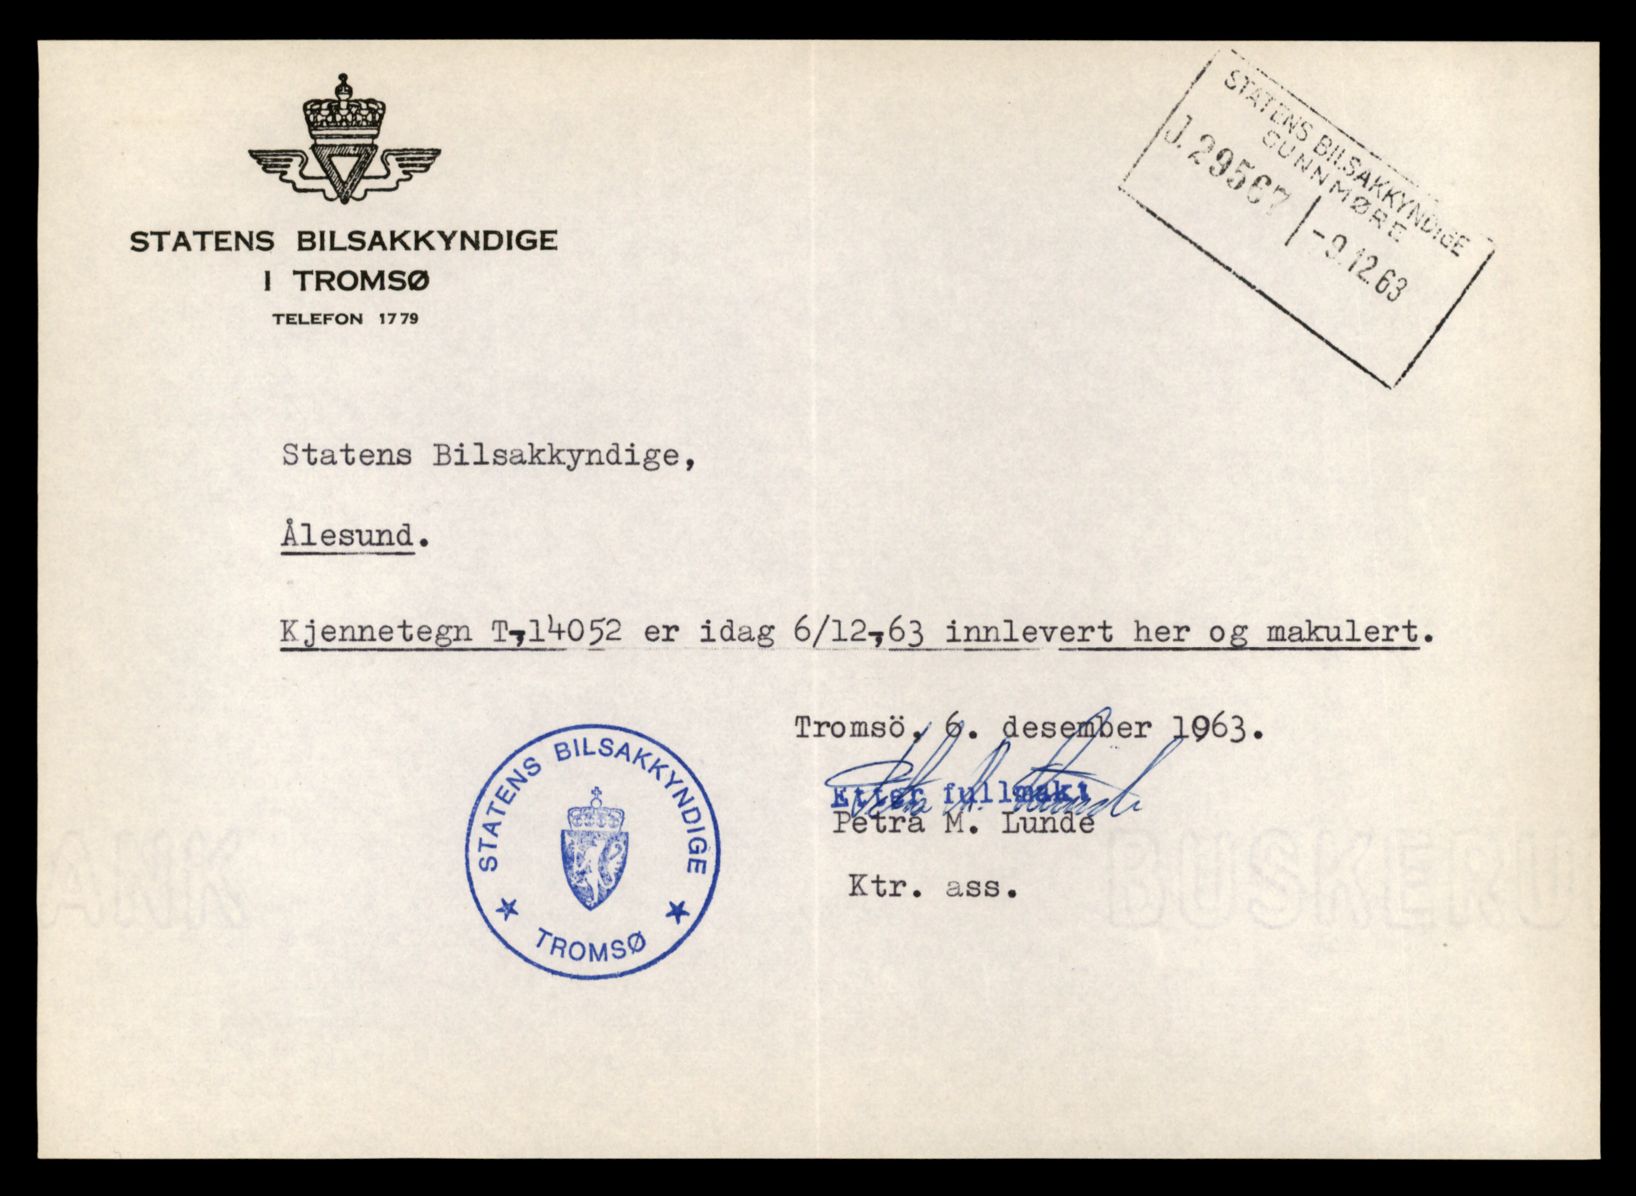 STATENS BILSAKKYNDIGE
I TROMSØ
TELEFON 1779
STATENS BILSAKKYNDIGE
SUNNMØRE
J. 29567
-9.12.63
Statens Bilsakkyndige,
Ålesund.
Kjennetegn T-14052 er idag 6/12-63 innlevert her og makulert.
Tromsö, 6. desember 1963.
Etter fullmakt
Petra M. Lunde
Ktr. ass.
STATENS BILSAKKYNDIGE
TROMSØ
BUSKERU